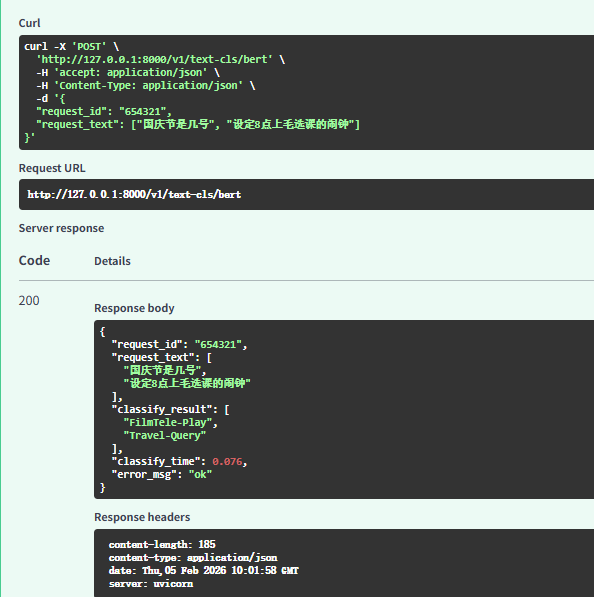 Curl
curl -X 'POST' \
'http://127.0.0.1:8000/v1/text-cls/bert' \
-H 'accept: application/json' \
-H 'Content-Type: application/json' \
-d '{
"request_id": "654321",
"request_text": ["国庆节是几号", "设定8点上毛选课的闹钟"]
}'
Request URL
http://127.0.0.1:8000/v1/text-cls/bert
Server response
Code Details
200
Response body
{
"request_id": "654321",
"request_text": [
"国庆节是几号",
"设定8点上毛选课的闹钟"
],
"classify_result": [
"FilmTele-Play",
"Travel-Query"
],
"classify_time": 0.076,
"error_msg": "ok"
}
Response headers
content-length: 185
content-type: application/json
date: Thu,05 Feb 2026 10:01:58 GMT
server: uvicorn